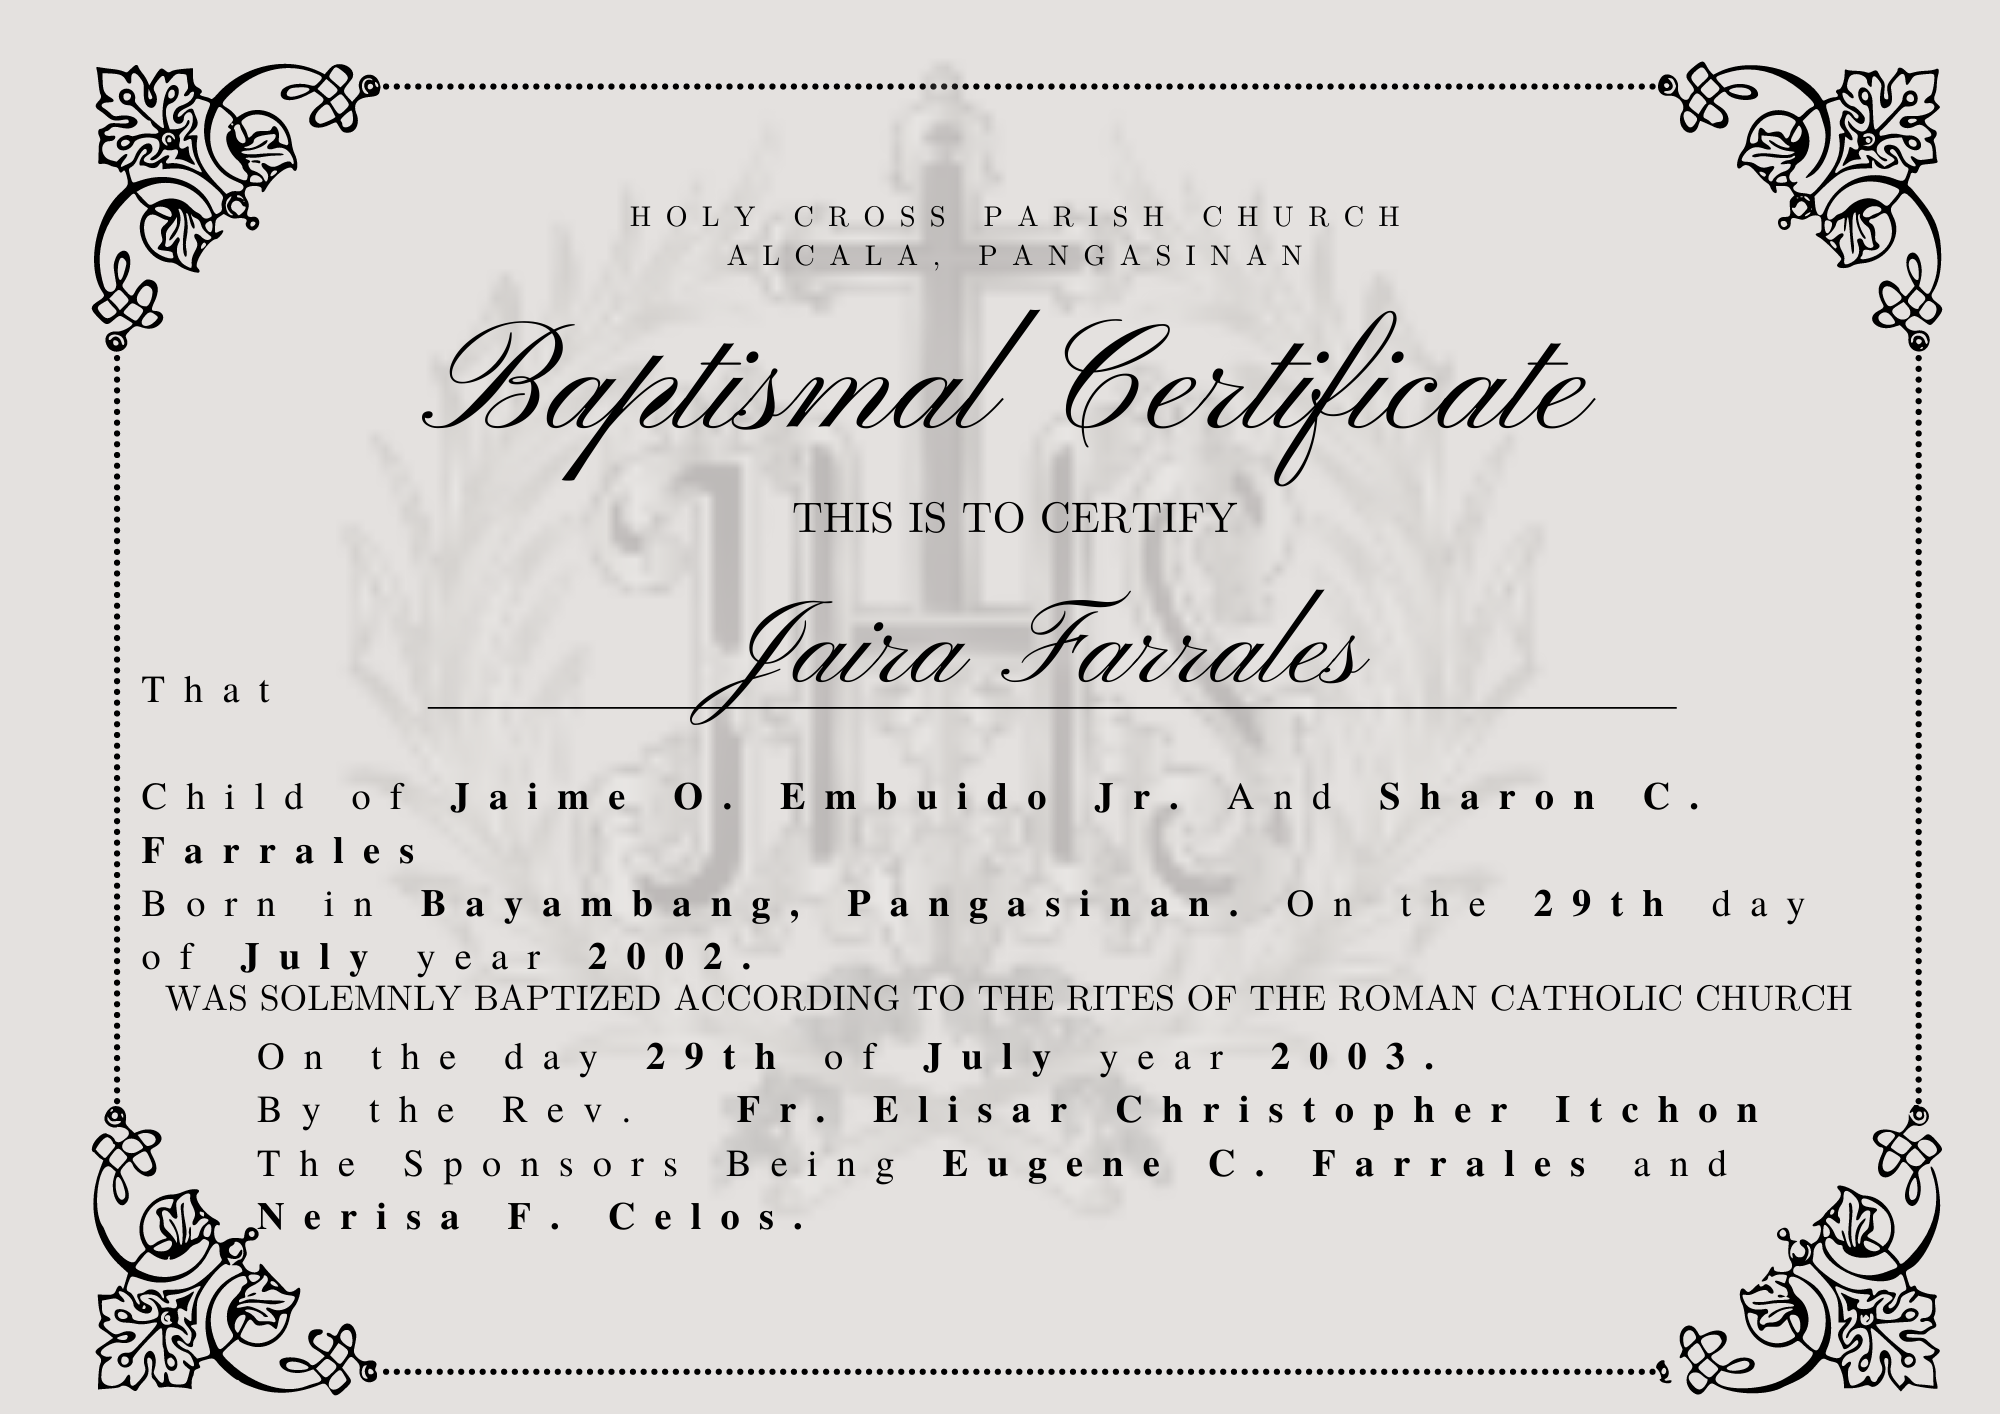 HOLY CROSS PARISH CHURCH
ALCALA, PANGASINAN
Baptismal Certificate
THIS IS TO CERTIFY
That Jaira Farrales
Child of Jaime O. Embuido Jr. And Sharon C.
Farrales
Born in Bayambang, Pangasinan. On the 29th day
of July year 2002.
WAS SOLEMNLY BAPTIZED ACCORDING TO THE RITES OF THE ROMAN CATHOLIC CHURCH
On the day 29th of July year 2003.
By the Rev. Fr. Elisar Christopher Itchon
The Sponsors Being Eugene C. Farrales and
Nerisa F. Celos.
JHS